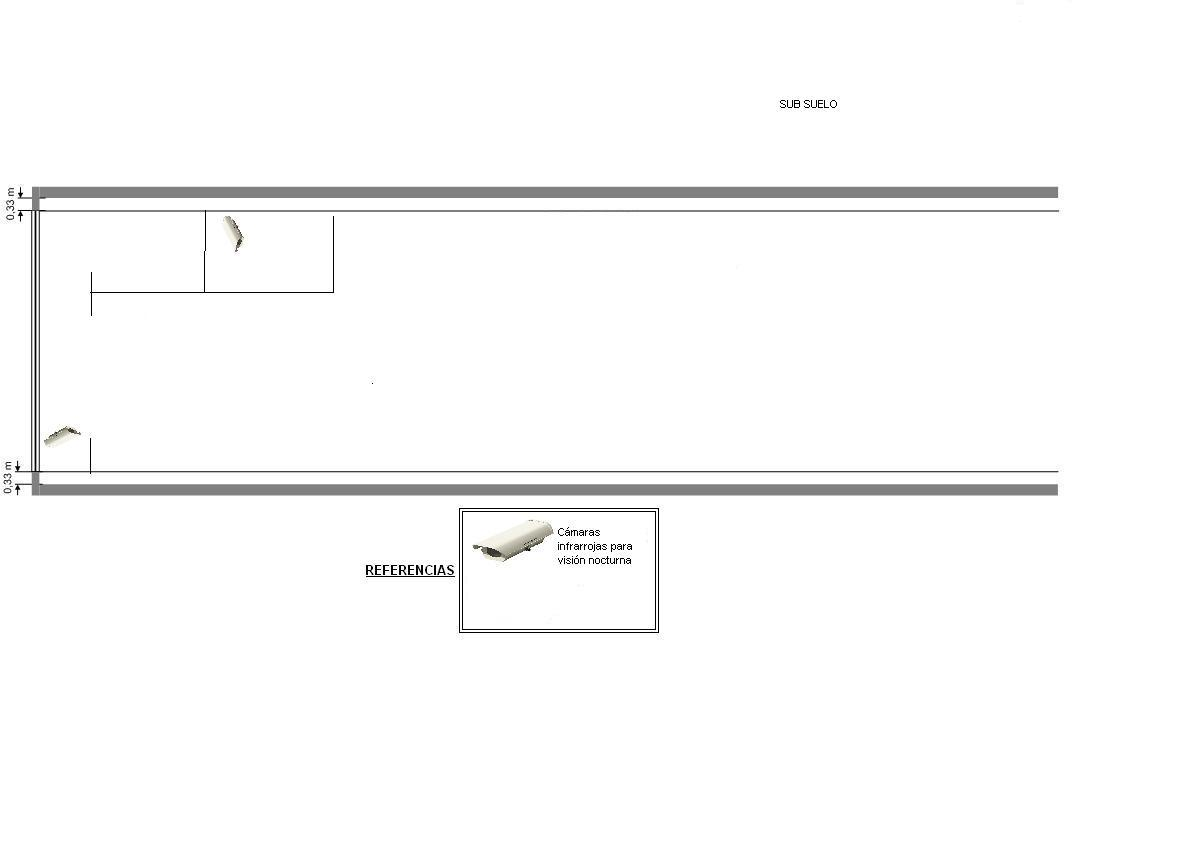 SUB SUELO
0,33 m
0,33 m
Cámaras
infrarrojas para
visión nocturna
REFERENCIAS